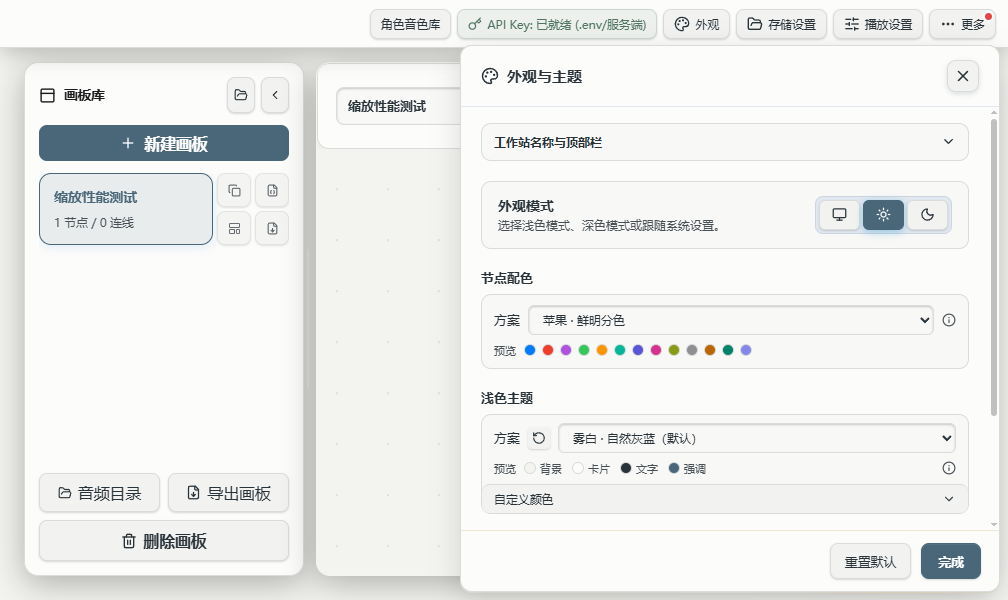 角色音色库
API Key: 已就绪 (.env/服务端)
外观
存储设置
播放设置
更多
画板库
新建画板
缩放性能测试
1 节点 / 0 连线
音频目录
导出画板
删除画板
缩放性能测试
外观与主题
工作站名称与顶部栏
外观模式
选择浅色模式、深色模式或跟随系统设置。
节点配色
方案 苹果 · 鲜明分色
预览
浅色主题
方案 雾白 · 自然灰蓝（默认）
预览 背景 卡片 文字 强调
自定义颜色
重置默认
完成